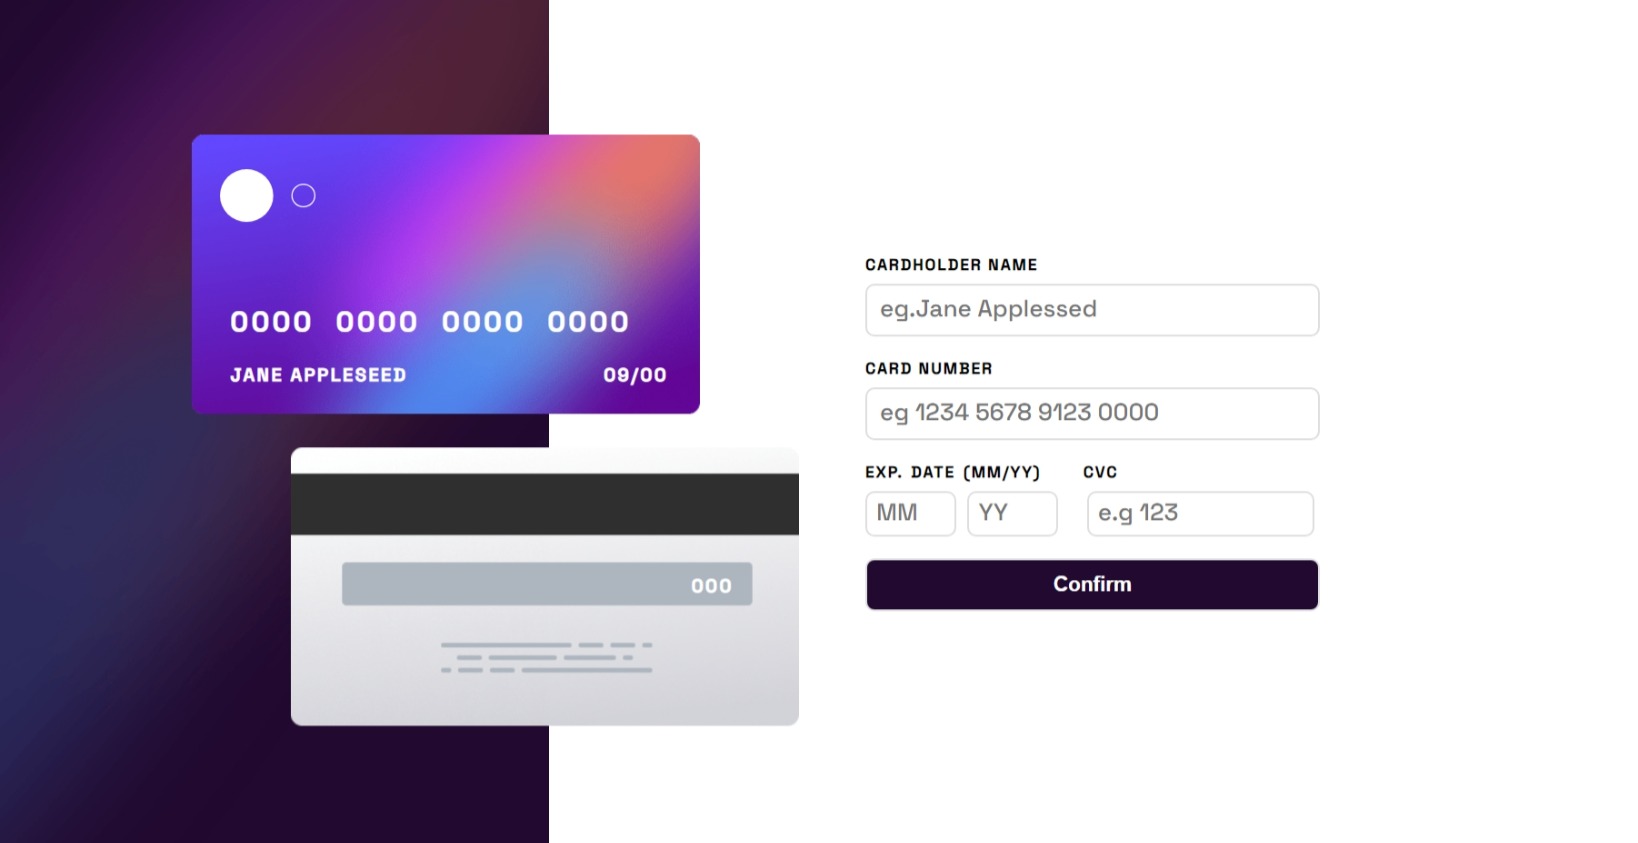 0000 0000 0000 0000
JANE APPLESEED 09/00
000
CARDHOLDER NAME
eg.Jane Applessed
CARD NUMBER
eg 1234 5678 9123 0000
EXP. DATE (MM/YY) CVC
MM YY e.g 123
Confirm